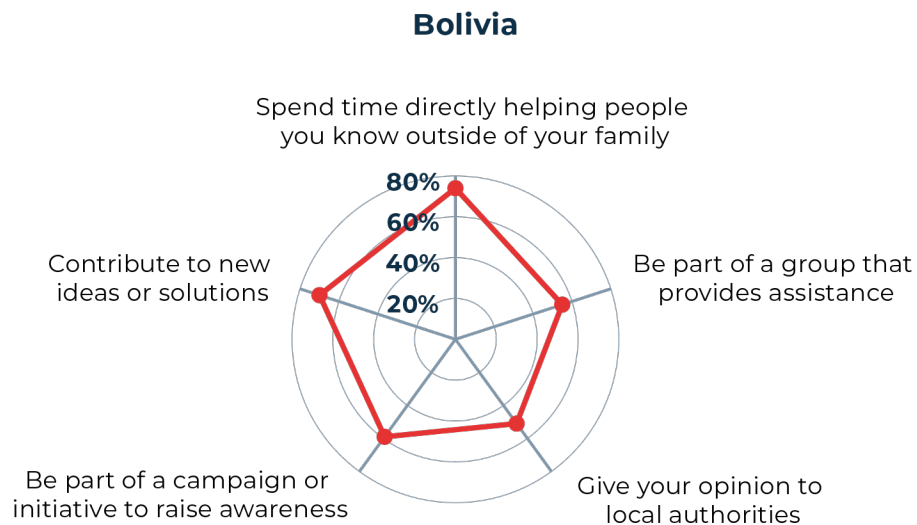 Bolivia
Spend time directly helping people
you know outside of your family
80%
60%
40%
20%
Contribute to new
ideas or solutions
Be part of a group that
provides assistance
Be part of a campaign or
initiative to raise awareness
Give your opinion to
local authorities